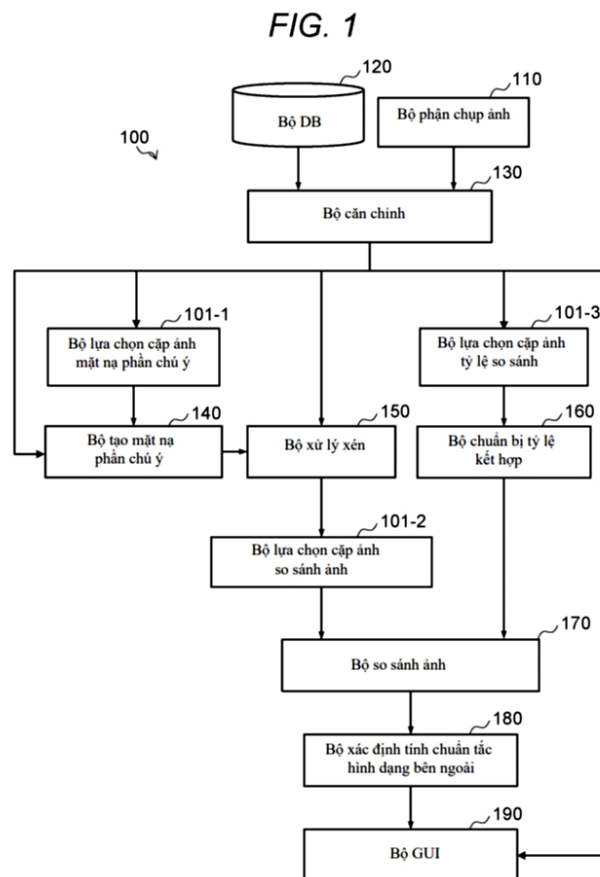 FIG. 1
120
110
Bộ DB
Bộ phận chụp ảnh
100
130
Bộ căn chỉnh
101-1
101-3
Bộ lựa chọn cặp ảnh
mặt nạ phần chú ý
Bộ lựa chọn cặp ảnh
tỷ lệ so sánh
140
150
160
Bộ tạo mặt nạ
phần chú ý
Bộ xử lý xén
Bộ chuẩn bị tỷ lệ
kết hợp
101-2
Bộ lựa chọn cặp ảnh
so sánh ảnh
170
Bộ so sánh ảnh
180
Bộ xác định tính chuẩn tắc
hình dạng bên ngoài
190
Bộ GUI